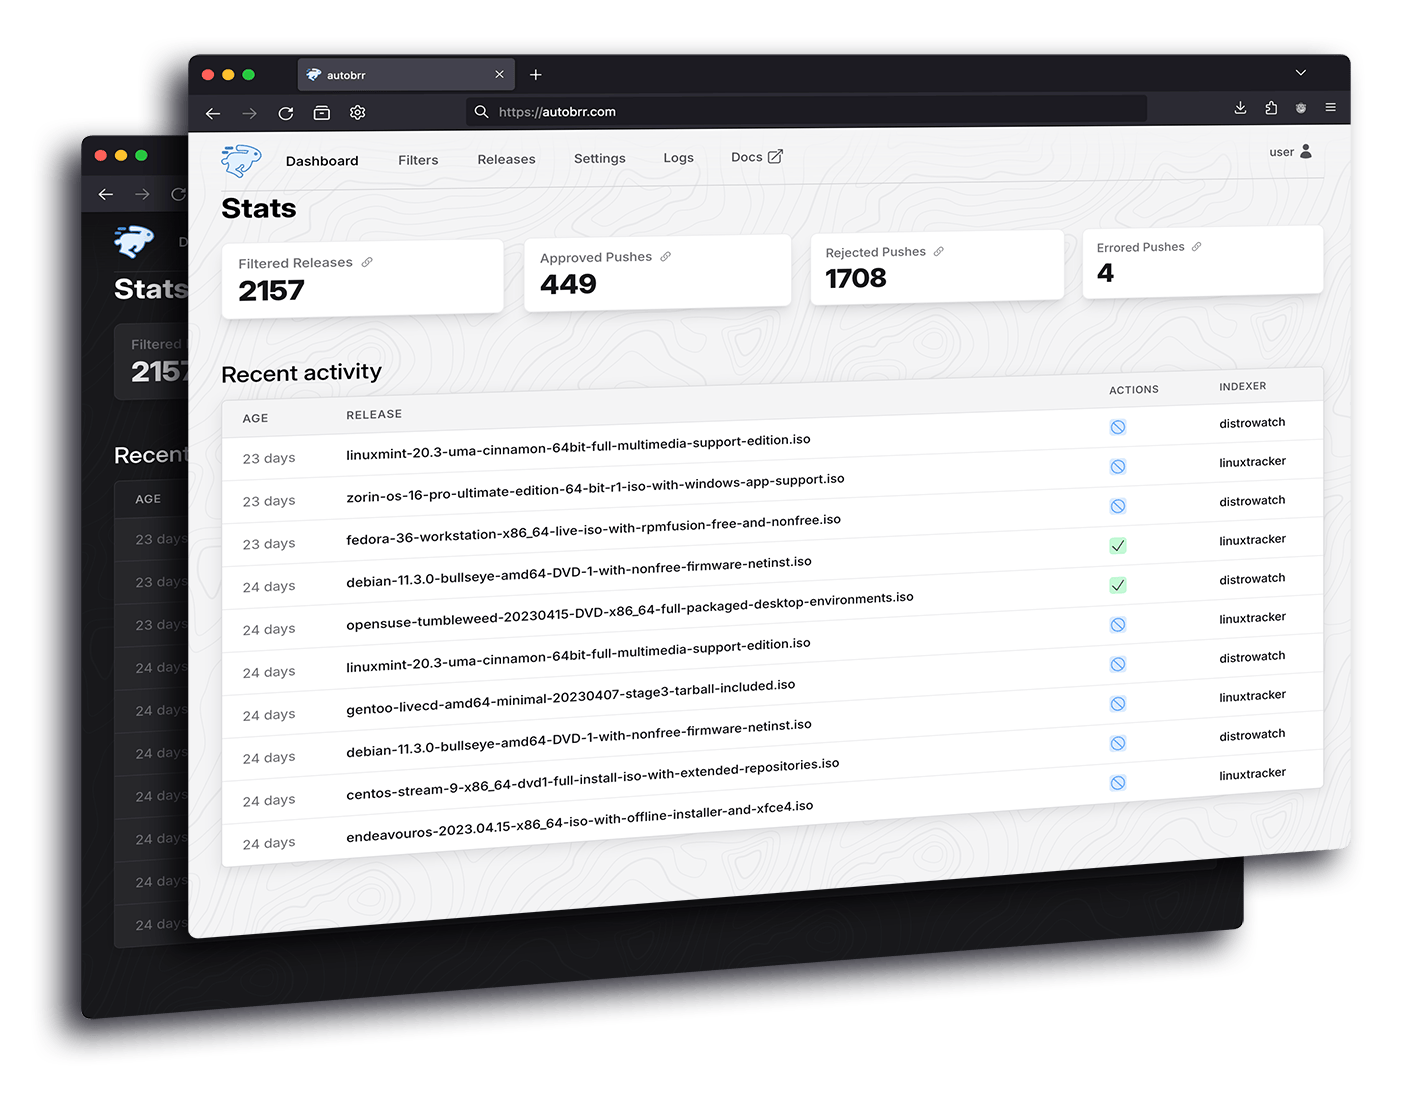 autobrr
https://autobrr.com
Dashboard Filters Releases Settings Logs Docs user
Stats
Filtered Releases Approved Pushes Rejected Pushes Errored Pushes
2157 449 1708 4
Recent activity
AGE RELEASE ACTIONS INDEXER
23 days linuxmint-20.3-uma-cinnamon-64bit-full-multimedia-support-edition.iso distrowatch
23 days zorin-os-16-pro-ultimate-edition-64-bit-r1-iso-with-windows-app-support.iso linuxtracker
23 days fedora-36-workstation-x86_64-live-iso-with-rpmfusion-free-and-nonfree.iso distrowatch
24 days debian-11.3.0-bullseye-amd64-DVD-1-with-nonfree-firmware-netinst.iso linuxtracker
24 days opensuse-tumbleweed-20230415-DVD-x86_64-full-packaged-desktop-environments.iso distrowatch
24 days linuxmint-20.3-uma-cinnamon-64bit-full-multimedia-support-edition.iso linuxtracker
24 days gentoo-livecd-amd64-minimal-20230407-stage3-tarball-included.iso distrowatch
24 days debian-11.3.0-bullseye-amd64-DVD-1-with-nonfree-firmware-netinst.iso linuxtracker
24 days centos-stream-9-x86_64-dvd1-full-install-iso-with-extended-repositories.iso distrowatch
24 days endeavouros-2023.04.15-x86_64-iso-with-offline-installer-and-xfce4.iso linuxtracker
D
Stats
Filtered
2157
Recent
AGE
23 days
23 days
23 days
24 days
24 days
24 days
24 days
24 days
24 days
24 days